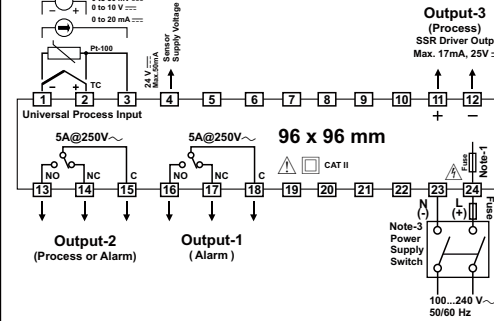 0 to 10 V
0 to 20 mA
Pt-100
TC
24 V
Max.50mA
Sensor
Supply Voltage
Output-3
(Process)
SSR Driver
Max. 17mA, 25V
1 2 3 4 5 6 7 8 9 10 11 12
Universal Process Input
+ −
5A@250V~
5A@250V~
96 x 96 mm
CAT II
Fuse
Note-1
NO NC C
NO NC C
13 14 15 16 17 18 19 20 21 22 23 24
N
(-)
L
(+)
Fuse
Output-2
(Process or Alarm)
Output-1
( Alarm )
Note-3
Power
Supply
Switch
100...240 V~
50/60 Hz